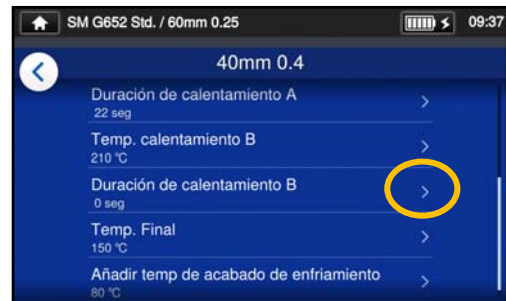 SM G652 Std. / 60mm 0.25
09:37
40mm 0.4
Duración de calentamiento A
22 seg
Temp. calentamiento B
210 °C
Duración de calentamiento B
0 seg
Temp. Final
150 °C
Añadir temp de acabado de enfriamiento
80 °C